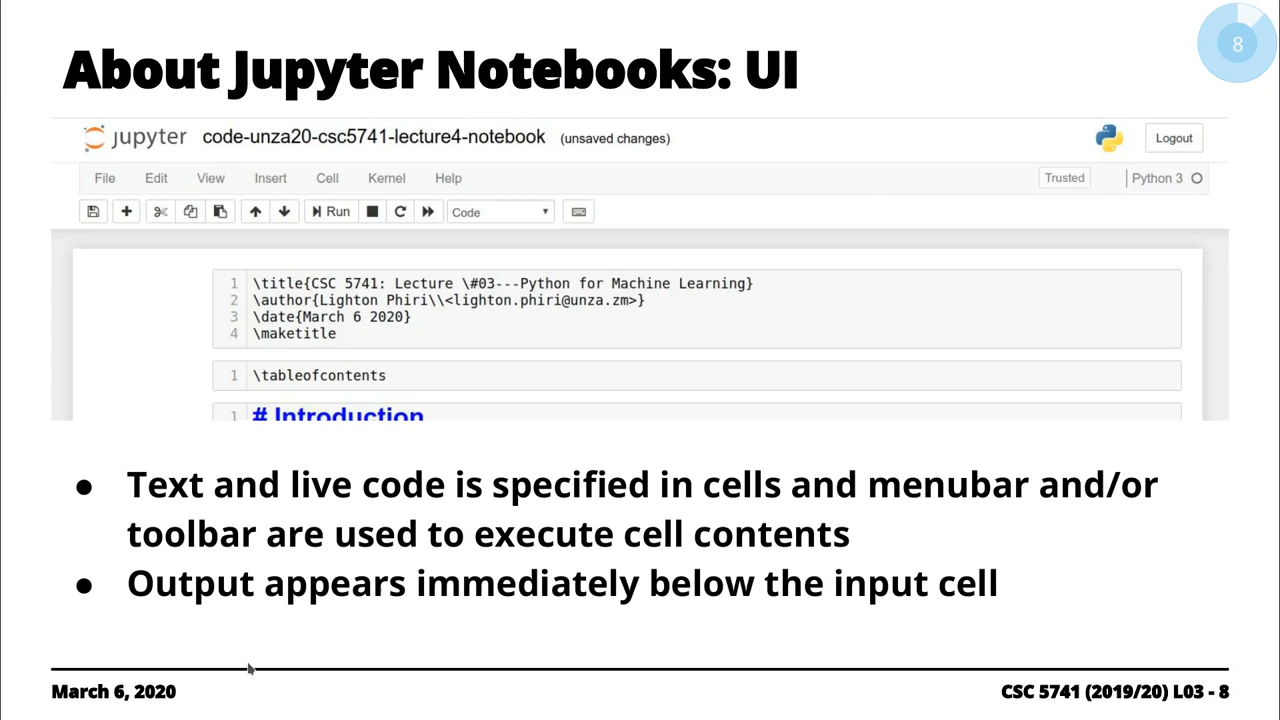 About Jupyter Notebooks: UI
8
jupyter code-unza20-csc5741-lecture4-notebook (unsaved changes) Logout
File Edit View Insert Cell Kernel Help Trusted Python 3
Run Code
1 \title{CSC 5741: Lecture \#03---Python for Machine Learning}
2 \author{Lighton Phiri\\<lighton.phiri@unza.zm>}
3 \date{March 6 2020}
4 \maketitle
1 \tableofcontents
1 # Introduction
● Text and live code is specified in cells and menubar and/or
toolbar are used to execute cell contents
● Output appears immediately below the input cell
March 6, 2020 CSC 5741 (2019/20) L03 - 8